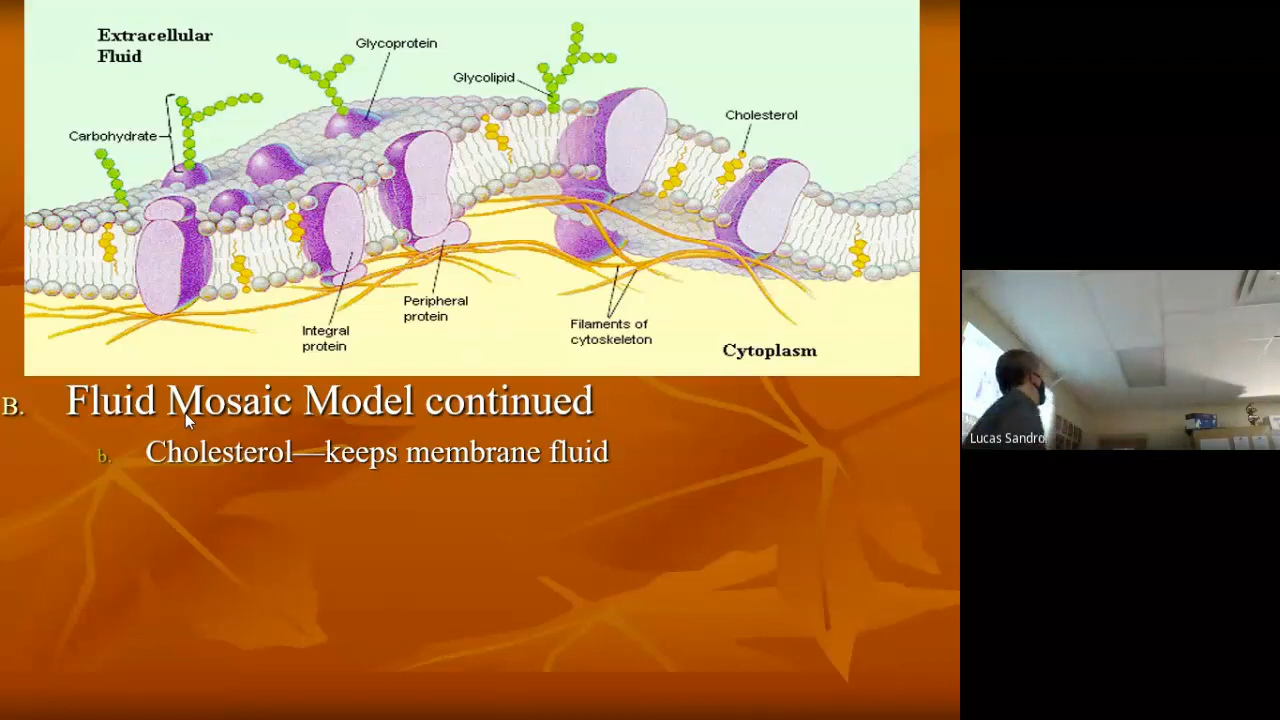 Extracellular
Fluid
Glycoprotein
Glycolipid
Carbohydrate
Cholesterol
Integral
protein
Peripheral
protein
Filaments of
cytoskeleton
Cytoplasm
B. Fluid Mosaic Model continued
b. Cholesterol—keeps membrane fluid
Lucas Sandro